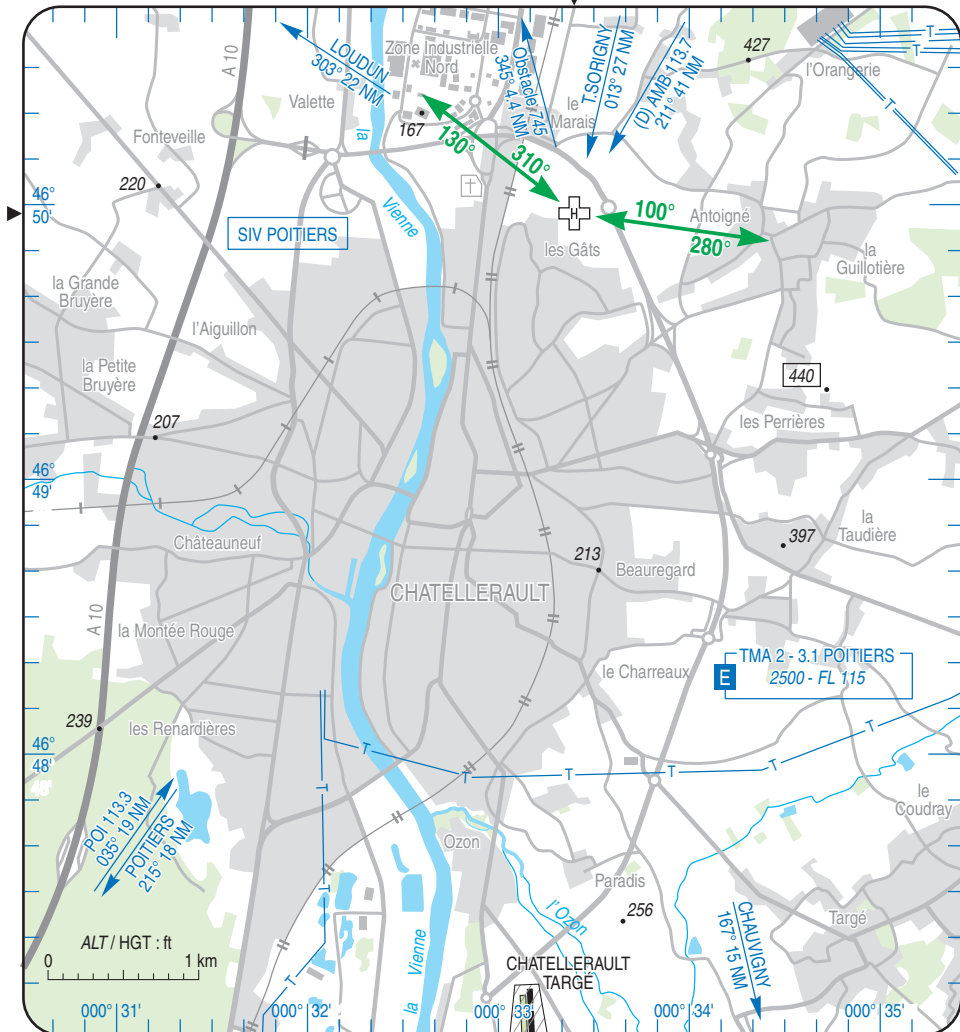 LOUDUN
303° 22 NM
Zone Industrielle
Nord
Obstacle 745
345° 4.4 NM
T.SORIGNY
013° 27 NM
(D) AMB 113.7
211° 41 NM
427
l'Orangerie
T
T
T
A 10
Valette
167
le
Marais
Fonteveille
la
Vienne
130°
310°
220
46°
50'
SIV POITIERS
H
100°
280°
Antoigné
les Gâts
la
Guillotière
la Grande
Bruyère
l'Aiguillon
la Petite
Bruyère
440
207
les Perrières
46°
49'
Châteauneuf
397
la
Taudière
213
Beauregard
CHATELLERAULT
A 10
la Montée Rouge
TMA 2 - 3.1 POITIERS
E
2500 - FL 115
le Charreaux
239
les Renardières
46°
48'
T
T
T
T
T
T
le
Coudray
POI 113.3
035° 19 NM
POITIERS
215° 18 NM
Ozon
Paradis
T
256
l'Ozon
CHAUVIGNY
167° 15 NM
Targé
la Vienne
T
ALT / HGT : ft
0
1 km
CHATELLERAULT
TARGÉ
000° 31'
000° 32'
000° 33'
000° 34'
000° 35'